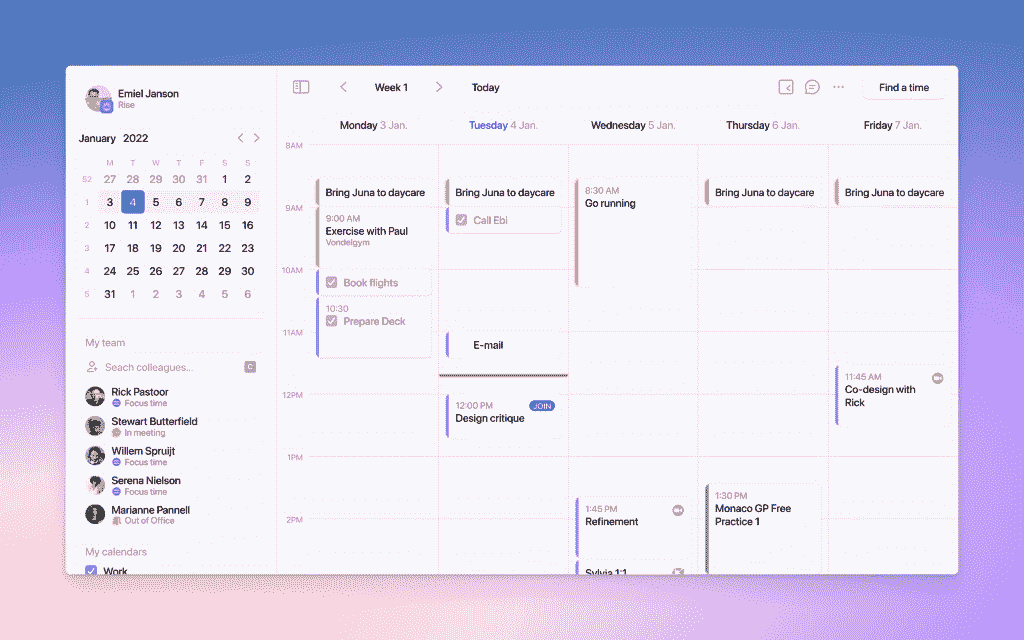 Emiel Janson
Rise
January 2022
M T W T F S S
52 27 28 29 30 31 1 2
1 3 4 5 6 7 8 9
2 10 11 12 13 14 15 16
3 17 18 19 20 21 22 23
4 24 25 26 27 28 29 30
5 31 1 2 3 4 5 6
My team
Seach colleagues... C
Rick Pastoor
Focus time
Stewart Butterfield
In meeting
Willem Spruijt
Focus time
Serena Nielson
Focus time
Marianne Pannell
Out of Office
My calendars
Work
Week 1
Today
Find a time
Monday 3 Jan.
Tuesday 4 Jan.
Wednesday 5 Jan.
Thursday 6 Jan.
Friday 7 Jan.
8AM
9AM
10AM
11AM
12PM
1PM
2PM
Bring Juna to daycare
9:00 AM
Exercise with Paul
Vondelgym
Book flights
10:30
Prepare Deck
Bring Juna to daycare
Call Ebi
E-mail
12:00 PM JOIN
Design critique
8:30 AM
Go running
1:45 PM
Refinement
Sylvia 1:1
Bring Juna to daycare
1:30 PM
Monaco GP Free
Practice 1
Bring Juna to daycare
11:45 AM
Co-design with
Rick